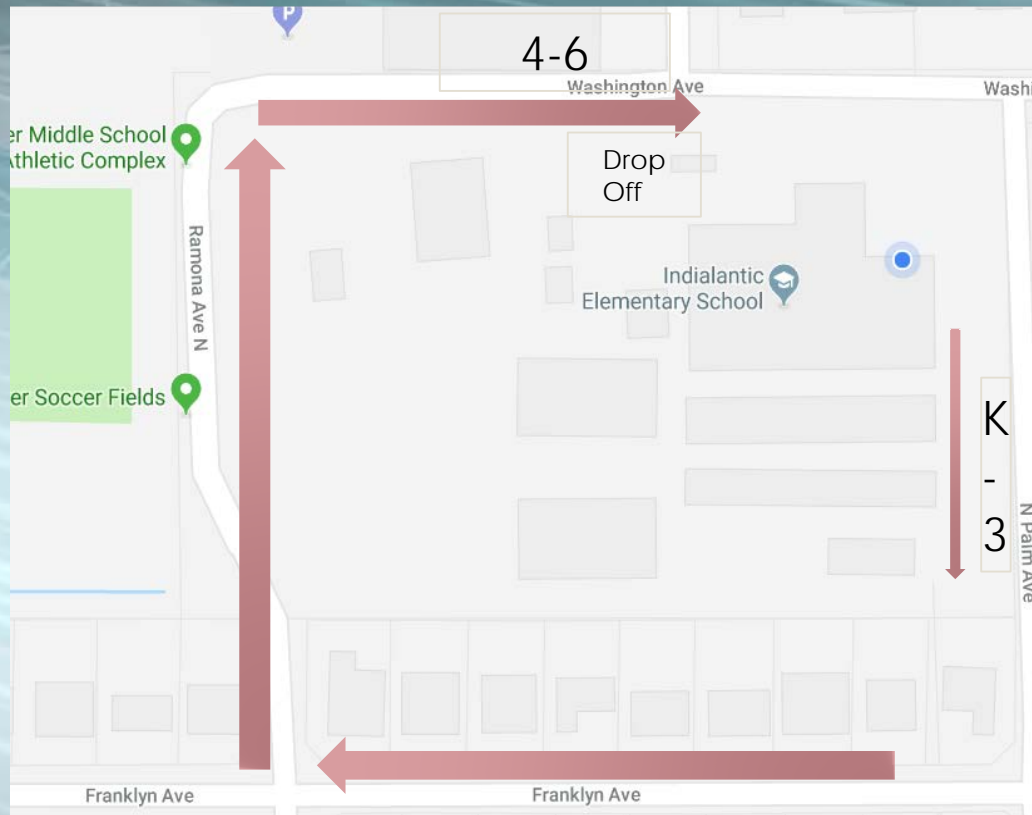 P
4-6
Washington Ave
Washi
er Middle School
Athletic Complex
Drop
Off
Ramona Ave N
Indialantic
Elementary School
er Soccer Fields
K
-
3
N Palm Ave
Franklyn Ave
Franklyn Ave